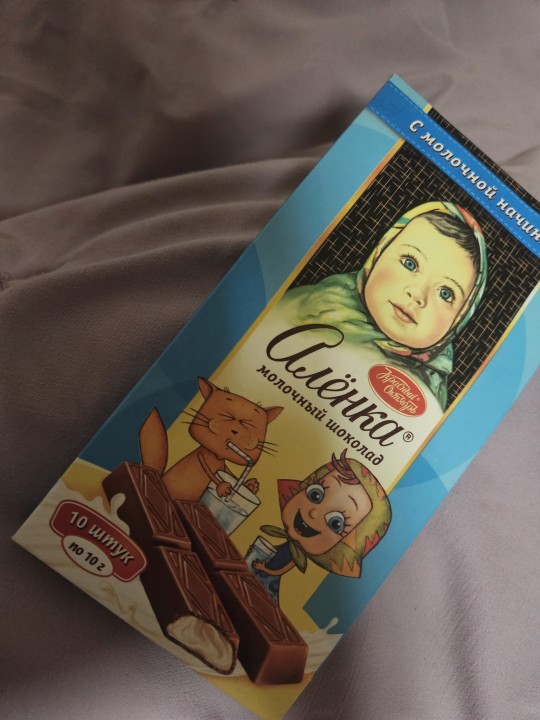 С молочной начин
Красный
Октябрь
Алёнка®
молочный шоколад
10 штук
по 10 г